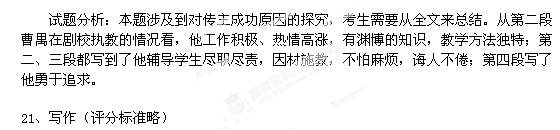 试题分析：本题涉及到对传主成功原因的探究，考生需要从全文来总结。从第二段
曹禺在剧校执教的情况看，他工作积极、热情高涨，有渊博的知识，教学方法独特；第
二、三段都写到了他辅导学生尽职尽责，因材施教，不怕麻烦，诲人不倦；第四段写了
他勇于追求。
21、写作（评分标准略）